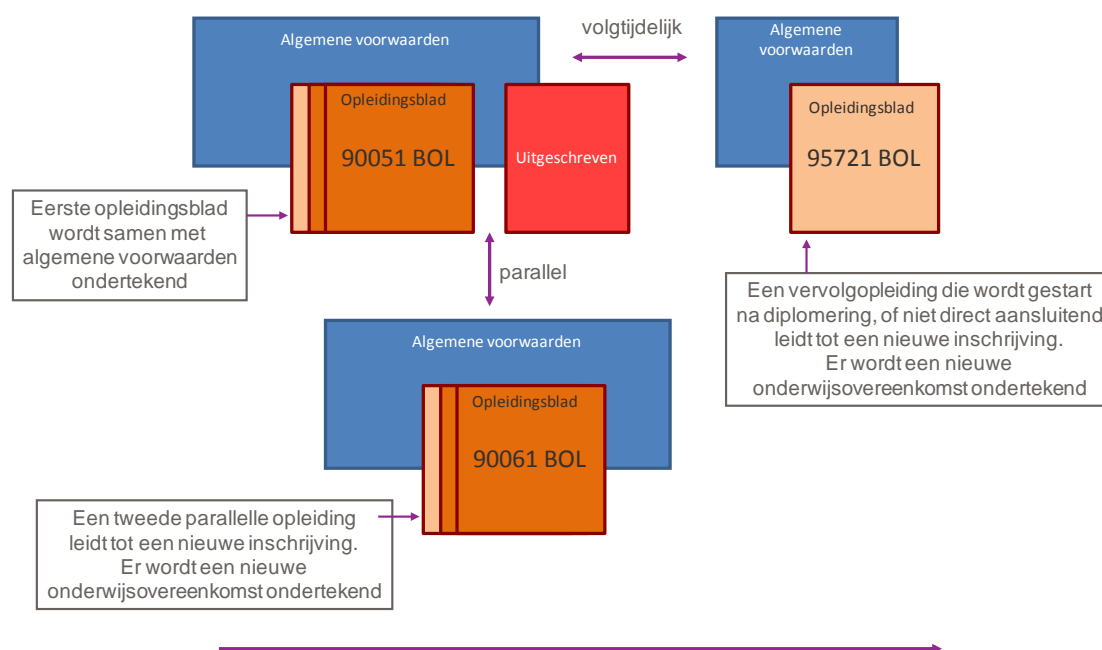 Algemene voorwaarden
volgtijdelijk
Algemene
voorwaarden
Opleidingsblad
90051 BOL
Uitgeschreven
Opleidingsblad
95721 BOL
Eerste opleidingsblad
wordt samen met
algemene voorwaarden
ondertekend
parallel
Een vervolgopleiding die wordt gestart
na diplomering, of niet direct aansluitend
leidt tot een nieuwe inschrijving.
Er wordt een nieuwe
onderwijsovereenkomst ondertekend
Algemene voorwaarden
Opleidingsblad
90061 BOL
Een tweede parallelle opleiding
leidt tot een nieuwe inschrijving.
Er wordt een nieuwe
onderwijsovereenkomst ondertekend